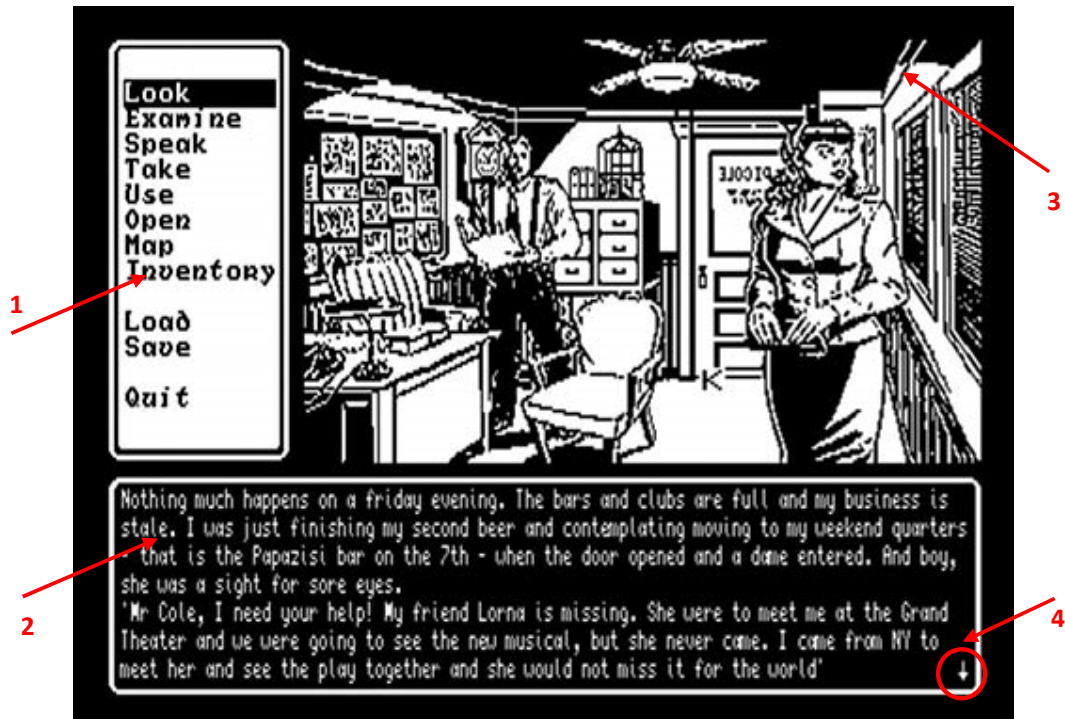 Look
Examine
Speak
Take
Use
Open
Map
Inventory
Load
Save
Quit
1
3
Nothing much happens on a friday evening. The bars and clubs are full and my business is
stale. I was just finishing my second beer and contemplating moving to my weekend quarters
- that is the Papazisi bar on the 7th - when the door opened and a dame entered. And boy,
she was a sight for sore eyes.
'Mr Cole, I need your help! My friend Lorna is missing. She were to meet me at the Grand
Theater and we were going to see the new musical, but she never came. I came from NY to
meet her and see the play together and she would not miss it for the world'
2
4